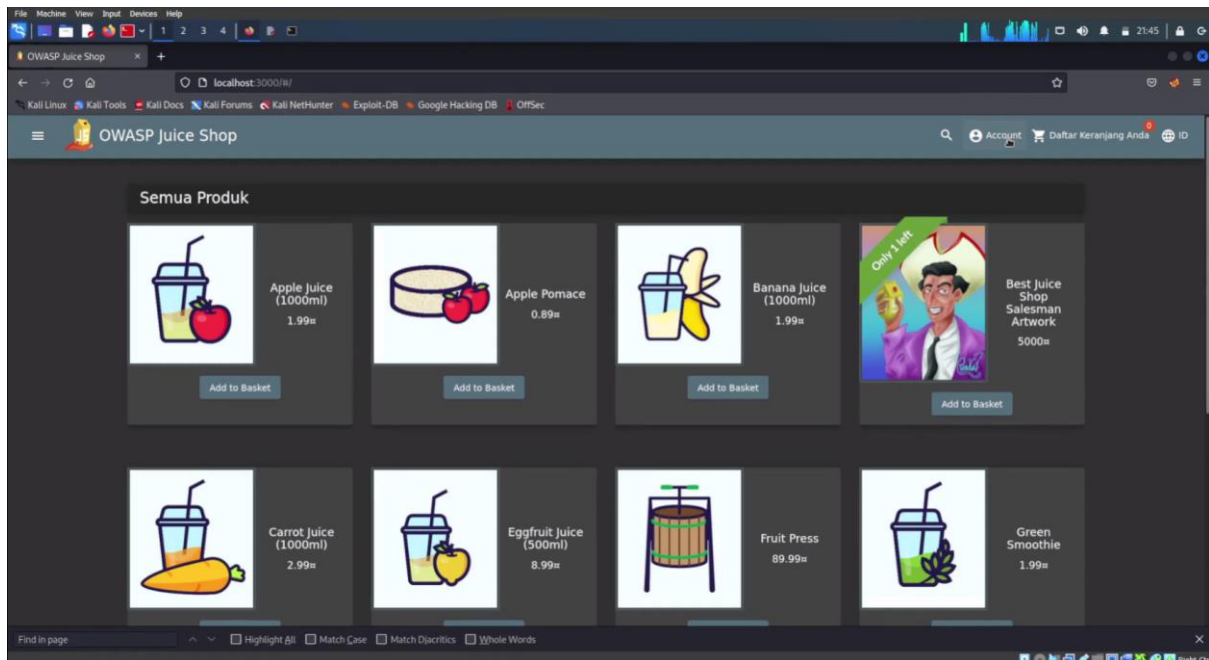 File Machine View Input Devices Help
1 2 3 4
21:45
OWASP Juice Shop
localhost:3000/#/
Kali Linux Kali Tools Kali Docs Kali Forums Kali NetHunter Exploit-DB Google Hacking DB OffSec
OWASP Juice Shop
Account
0
Daftar Keranjang Anda
ID
Semua Produk
Apple Juice
(1000ml)
1.99¤
Add to Basket
Apple Pomace
0.89¤
Add to Basket
Banana Juice
(1000ml)
1.99¤
Add to Basket
Only 1 left
Best Juice
Shop
Salesman
Artwork
5000¤
Add to Basket
Carrot Juice
(1000ml)
2.99¤
Eggfruit Juice
(500ml)
8.99¤
Fruit Press
89.99¤
Green
Smoothie
1.99¤
Find in page
Highlight All
Match Case
Match Diacritics
Whole Words